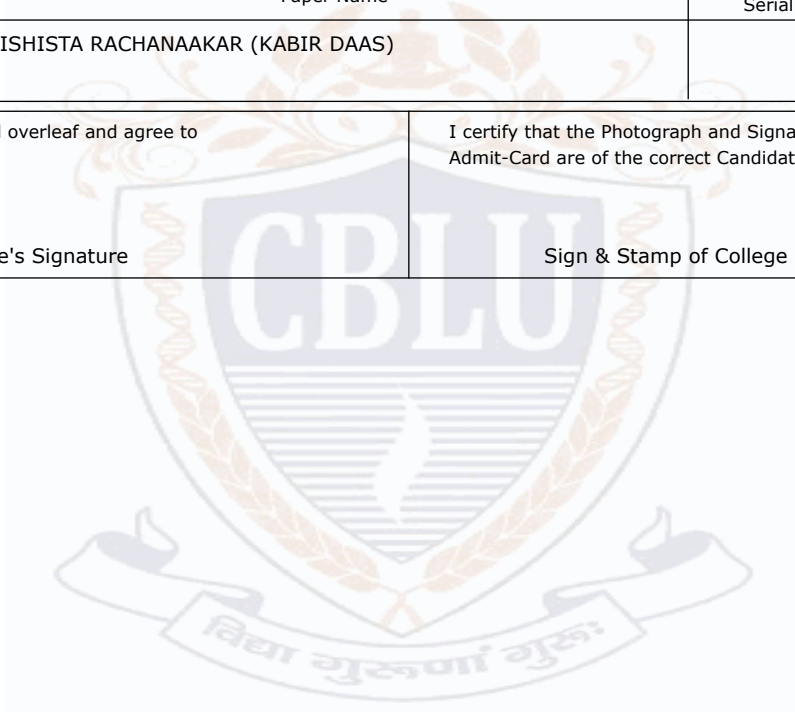 Paper Name
Serial
ISHISTA RACHANAAKAR (KABIR DAAS)
overleaf and agree to
I certify that the Photograph and Signa
Admit-Card are of the correct Candidat
e's Signature
Sign & Stamp of College
CBLU
विद्या गुरूणां गुरुः